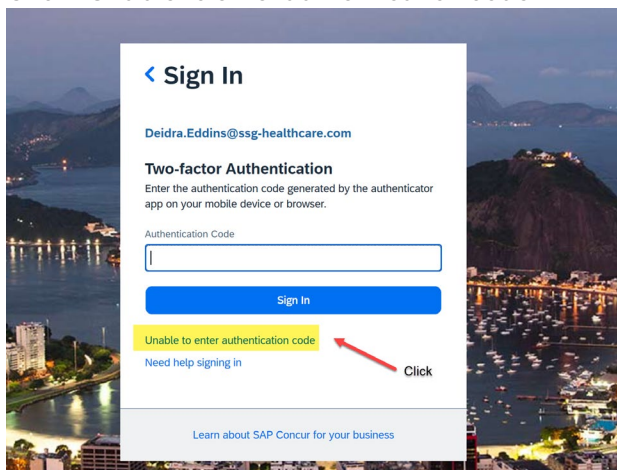 Sign In
Deidra.Eddins@ssg-healthcare.com
Two-factor Authentication
Enter the authentication code generated by the authenticator
app on your mobile device or browser.
Authentication Code
Sign In
Unable to enter authentication code
Click
Need help signing in
Learn about SAP Concur for your business